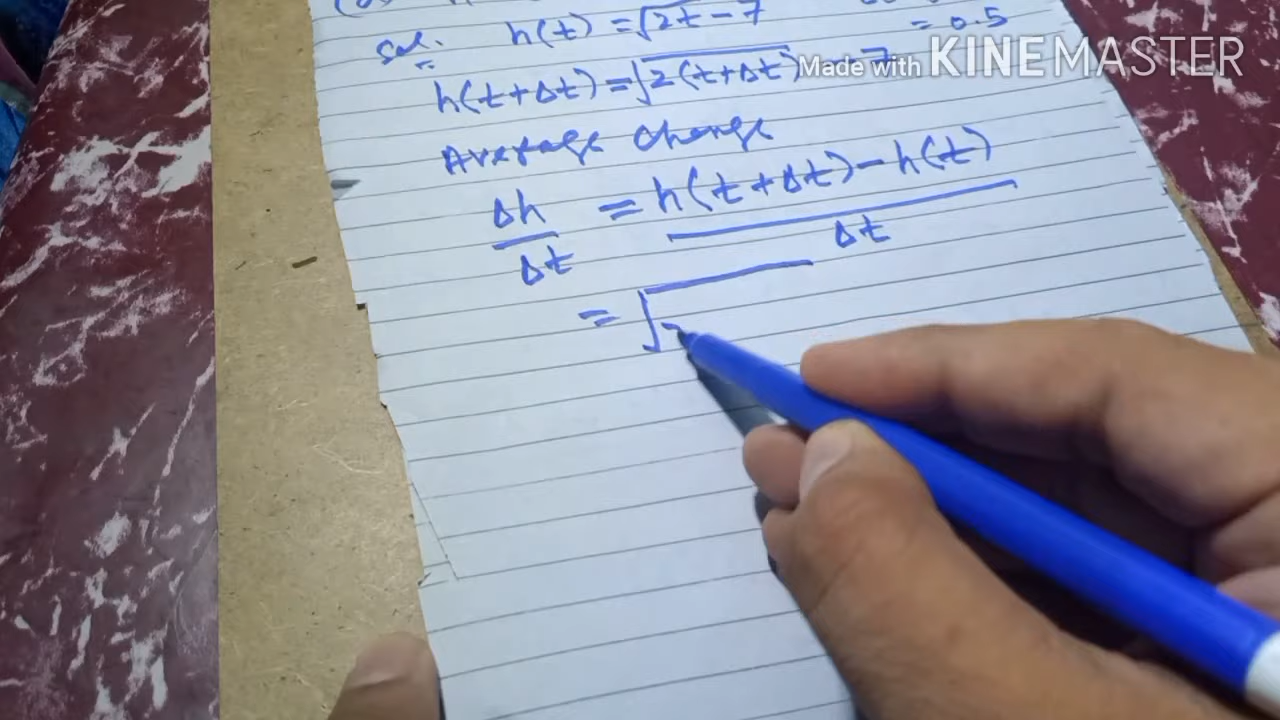 h(t) = √2t - 7
= 0.5
Sol.
h(t+Δt) = √2(t+Δt) - 7
Made with KINEMASTER
Average Change
Δh/Δt = h(t+Δt) - h(t)/Δt
= √